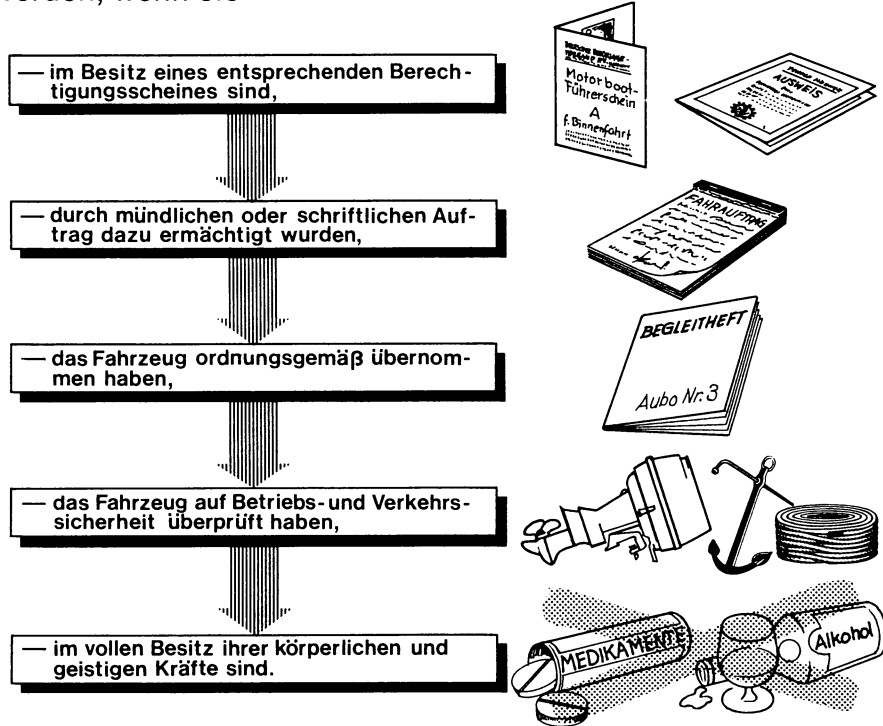 werden, wenn sie
— im Besitz eines entsprechenden Berech-
tigungsscheines sind,
Motorboot-
Führerschein
A
f. Binnenfahrt
AUSWEIS
— durch mündlichen oder schriftlichen Auf-
trag dazu ermächtigt wurden,
FAHRAUFTRAG
— das Fahrzeug ordnungsgemäß übernom-
men haben,
BEGLEITHEFT
Aubo Nr. 3
— das Fahrzeug auf Betriebs- und Verkehrs-
sicherheit überprüft haben,
— im vollen Besitz ihrer körperlichen und
geistigen Kräfte sind.
MEDIKAMENTE
Alkohol